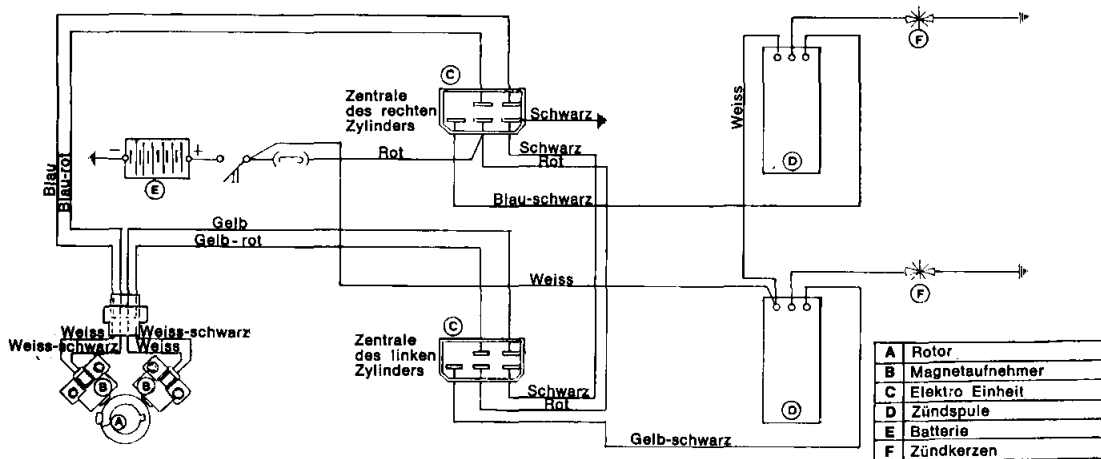 F
C
Zentrale
des rechten
Zylinders
Schwarz
Weiss
D
− +
E
Rot
Schwarz
Rot
Blau
Blau-rot
Blau-schwarz
Gelb
Gelb-rot
Weiss
F
C
Weiss
Weiss-schwarz
Weiss-schwarz
Weiss
Zentrale
des linken
Zylinders
B
B
A
Schwarz
Rot
D
Gelb-schwarz
A Rotor
B Magnetaufnehmer
C Elektro Einheit
D Zündspule
E Batterie
F Zündkerzen